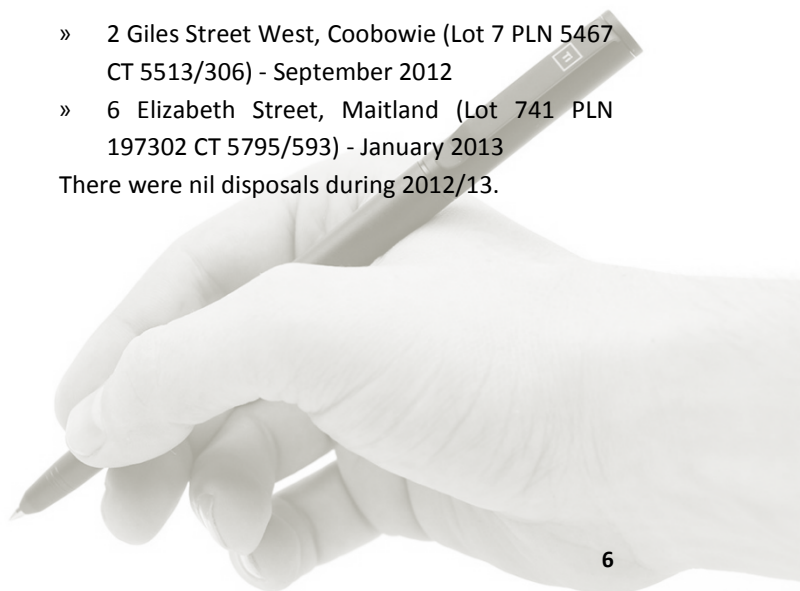 » 2 Giles Street West, Coobowie (Lot 7 PLN 5467
CT 5513/306) - September 2012
» 6 Elizabeth Street, Maitland (Lot 741 PLN
197302 CT 5795/593) - January 2013
There were nil disposals during 2012/13.
6